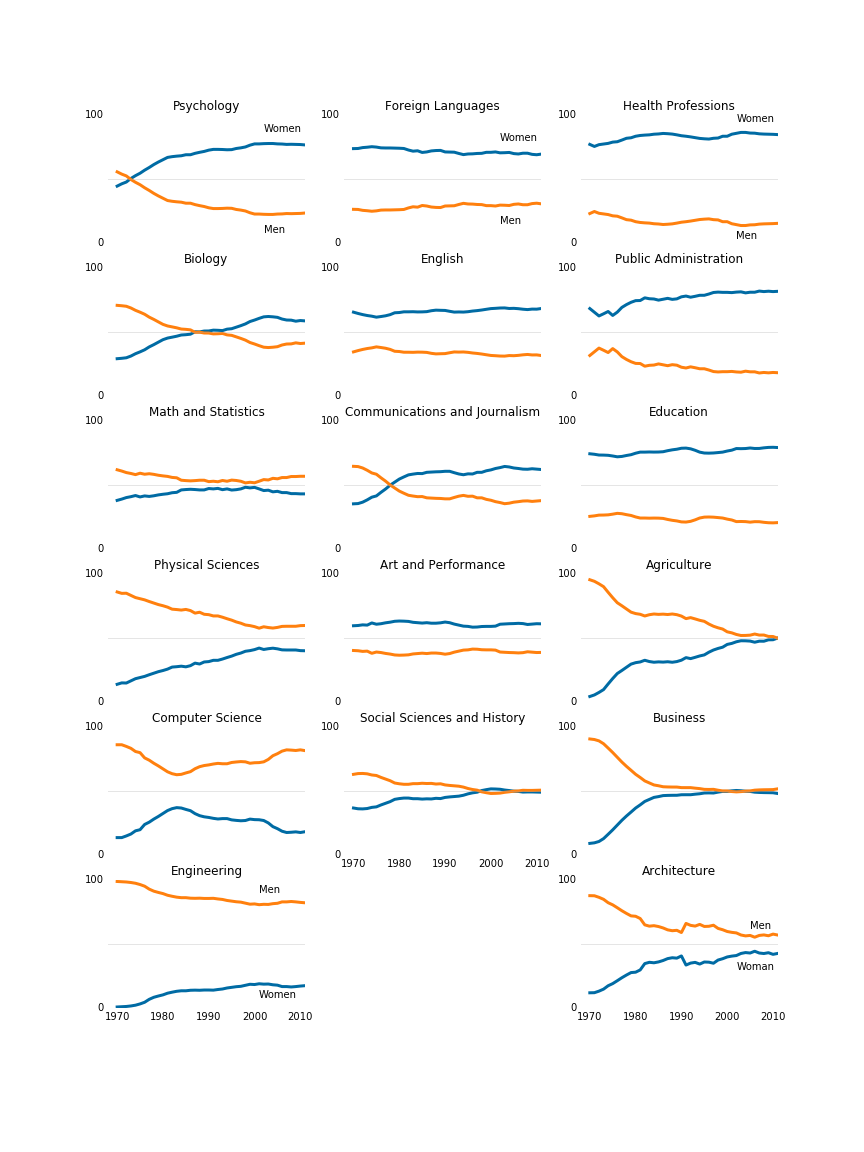 Psychology Foreign Languages Health Professions
100 100 100
Women Women Women
Men Men Men
0 0 0
Biology English Public Administration
100 100 100
0 0 0
Math and Statistics Communications and Journalism Education
100 100 100
0 0 0
Physical Sciences Art and Performance Agriculture
100 100 100
0 0 0
Computer Science Social Sciences and History Business
100 100 100
0 0 0
1970 1980 1990 2000 2010
Engineering Architecture
100 100
Men Men
Women Woman
0 0
1970 1980 1990 2000 2010 1970 1980 1990 2000 2010